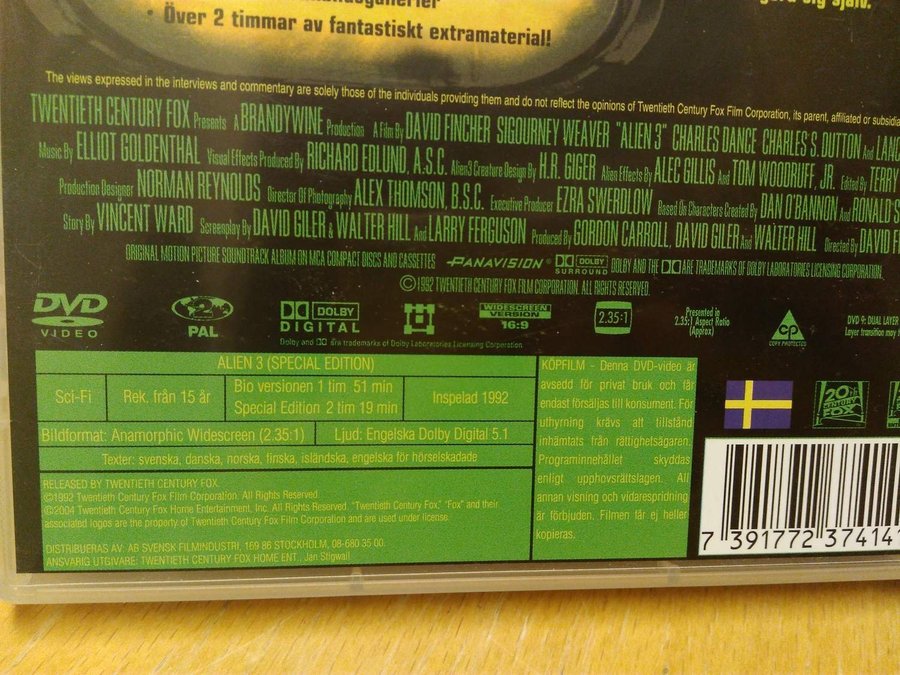 • Över 2 timmar av fantastiskt extramaterial!
sig själv.
The views expressed in the interviews and commentary are solely those of the individuals providing them and do not reflect the opinions of Twentieth Century Fox Film Corporation, its parent, affiliated or
TWENTIETH CENTURY FOX Presents A BRANDYWINE Production A Film By DAVID FINCHER SIGOURNEY WEAVER "ALIEN 3" CHARLES DANCE CHARLES S. DUTTON And
Music By ELLIOT GOLDENTHAL Visual Effects Produced By RICHARD EDLUND, A.S.C. Alien3 Creature Design By H.R. GIGER Alien Effects By ALEC GILLIS And TOM WOODRUFF, JR. Edited By TERRY
Production Designer NORMAN REYNOLDS Director Of Photography ALEX THOMSON, B.S.C. Executive Producer EZRA SWERDLOW Based On Characters Created By DAN O'BANNON And RONALD
Story By VINCENT WARD Screenplay By DAVID GILER & WALTER HILL And LARRY FERGUSON Produced By GORDON CARROLL, DAVID GILER And WALTER HILL Directed By DAVID
ORIGINAL MOTION PICTURE SOUNDTRACK ALBUM ON MCA COMPACT DISCS AND CASSETTES PANAVISION® DOLBY SURROUND DOLBY AND THE ARE TRADEMARKS OF DOLBY LABORATORIES LICENSING CORPORATION.
©1992 TWENTIETH CENTURY FOX FILM CORPORATION. ALL RIGHTS RESERVED.
DVD VIDEO
2 PAL
DOLBY DIGITAL
Dolby and are trademarks of Dolby Laboratories Licensing Corporation.
WIDESCREEN VERSION 16:9
2.35:1
Presented in 2.35:1 Aspect Ratio (Approx)
CP COPY PROTECTED
DVD 9: DUAL LAYER
Layer transition may
ALIEN 3 (SPECIAL EDITION)
Sci-Fi
Rek. från 15 år
Bio versionen 1 tim 51 min
Special Edition 2 tim 19 min
Inspelad 1992
Bildformat: Anamorphic Widescreen (2.35:1)
Ljud: Engelska Dolby Digital 5.1
Texter: svenska, danska, norska, finska, isländska, engelska för hörselskadade
RELEASED BY TWENTIETH CENTURY FOX.
©1992 Twentieth Century Fox Film Corporation. All Rights Reserved
©2004 Twentieth Century Fox Home Entertainment, Inc. All Rights Reserved. "Twentieth Century Fox," "Fox" and their
associated logos are the property of Twentieth Century Fox Film Corporation and are used under license
DISTRIBUERAS AV: AB SVENSK FILMINDUSTRI, 169 86 STOCKHOLM, 08-680 35 00.
ANSVARIG UTGIVARE: TWENTIETH CENTURY FOX HOME ENT., Jan Stigwall
KÖPFILM - Denna DVD-video är
avsedd för privat bruk och får
endast försäljas till konsument. För
uthyrning krävs att tillstånd
inhämtats från rättighetsägaren.
Programinnehållet skyddas
enligt upphovsrättslagen. All
annan visning och vidarespridning
är förbjuden. Filmen får ej heller
kopieras.
20th CENTURY FOX
7 391772 37414